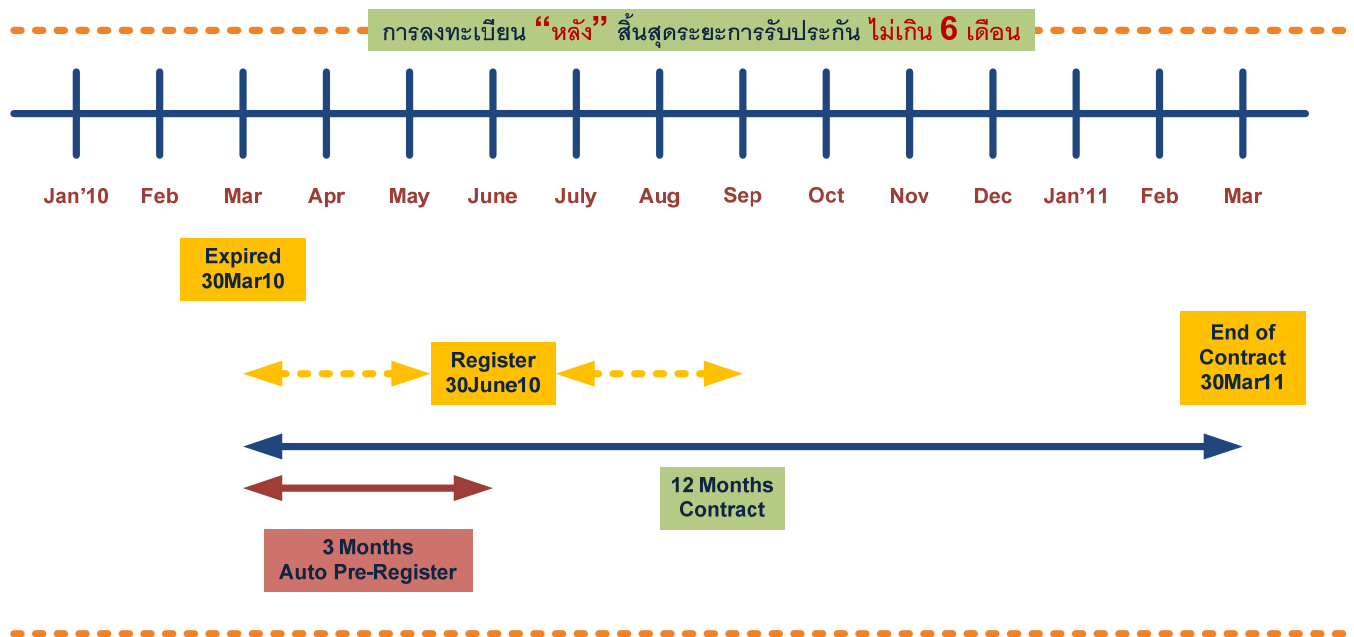 การลงทะเบียน “หลัง” สิ้นสุดระยะการรับประกัน ไม่เกิน 6 เดือน
Jan’10 Feb Mar Apr May June July Aug Sep Oct Nov Dec Jan’11 Feb Mar
Expired
30Mar10
Register
30June10
End of
Contract
30Mar11
12 Months
Contract
3 Months
Auto Pre-Register